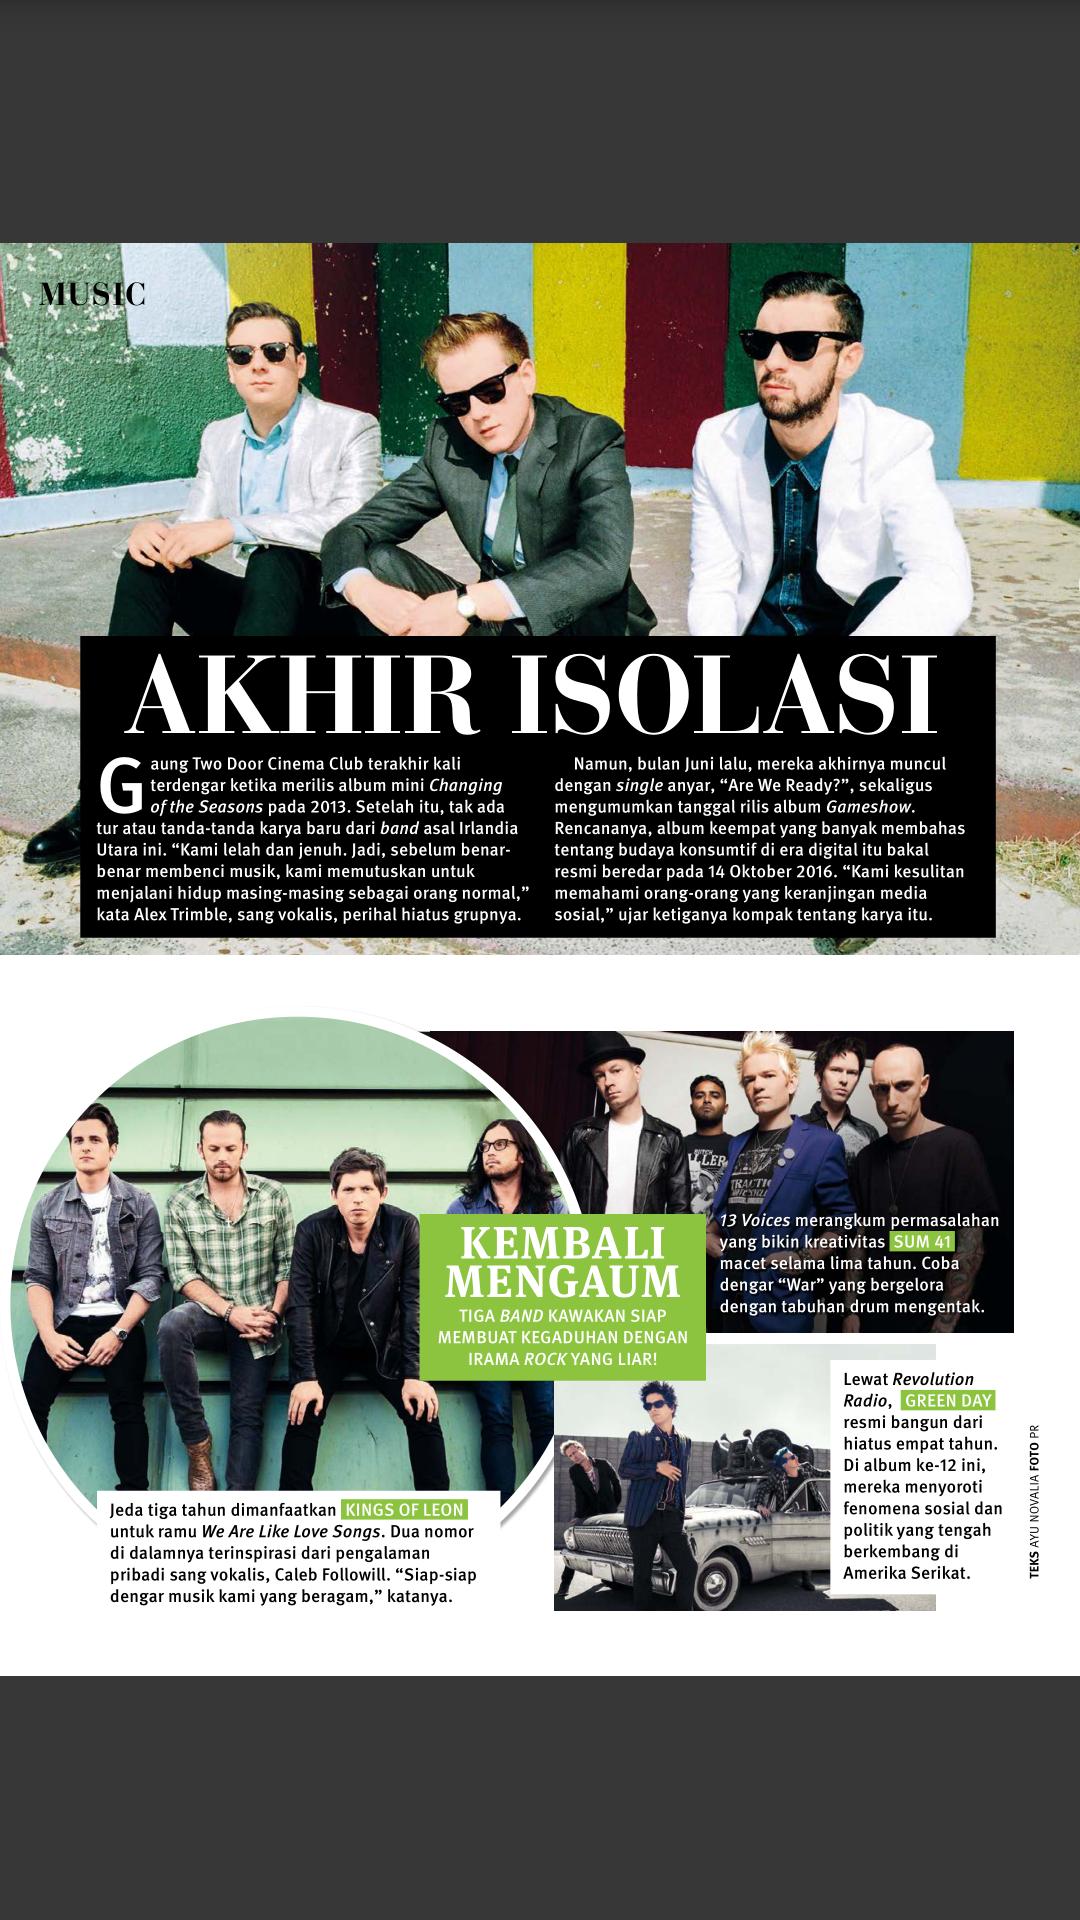 MUSIC
AKHIR ISOLASI
Gaung Two Door Cinema Club terakhir kali
terdengar ketika merilis album mini Changing
of the Seasons pada 2013. Setelah itu, tak ada
tur atau tanda-tanda karya baru dari band asal Irlandia
Utara ini. “Kami lelah dan jenuh. Jadi, sebelum benar-
benar membenci musik, kami memutuskan untuk
menjalani hidup masing-masing sebagai orang normal,”
kata Alex Trimble, sang vokalis, perihal hiatus grupnya.
Namun, bulan Juni lalu, mereka akhirnya muncul
dengan single anyar, “Are We Ready?”, sekaligus
mengumumkan tanggal rilis album Gameshow.
Rencananya, album keempat yang banyak membahas
tentang budaya konsumtif di era digital itu bakal
resmi beredar pada 14 Oktober 2016. “Kami kesulitan
memahami orang-orang yang keranjingan media
sosial,” ujar ketiganya kompak tentang karya itu.
KEMBALI
MENGAUM
TIGA BAND KAWAKAN SIAP
MEMBUAT KEGADUHAN DENGAN
IRAMA ROCK YANG LIAR!
13 Voices merangkum permasalahan
yang bikin kreativitas SUM 41
macet selama lima tahun. Coba
dengar “War” yang bergelora
dengan tabuhan drum mengentak.
Lewat Revolution
Radio, GREEN DAY
resmi bangun dari
hiatus empat tahun.
Di album ke-12 ini,
mereka menyoroti
fenomena sosial dan
politik yang tengah
berkembang di
Amerika Serikat.
Jeda tiga tahun dimanfaatkan KINGS OF LEON
untuk ramu We Are Like Love Songs. Dua nomor
di dalamnya terinspirasi dari pengalaman
pribadi sang vokalis, Caleb Followill. “Siap-siap
dengar musik kami yang beragam,” katanya.
TEKS AYU NOVALIA FOTO PR